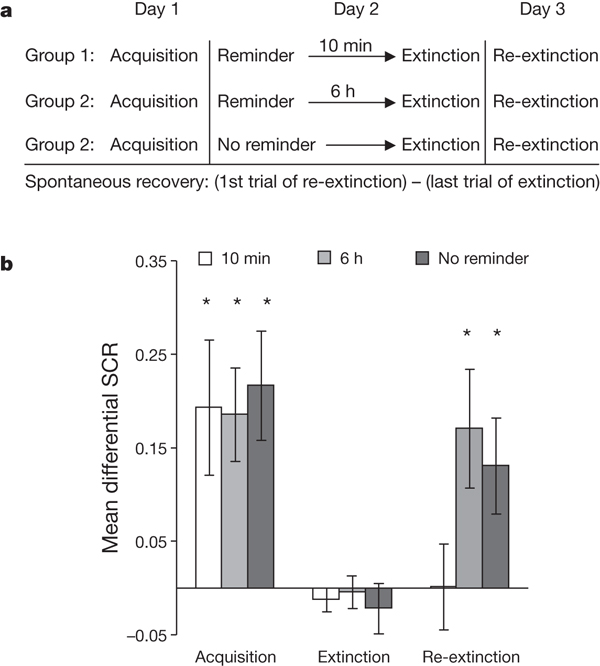 a
Day 1 Day 2 Day 3
Group 1: Acquisition Reminder 10 min Extinction Re-extinction
Group 2: Acquisition Reminder 6 h Extinction Re-extinction
Group 2: Acquisition No reminder Extinction Re-extinction
Spontaneous recovery: (1st trial of re-extinction) – (last trial of extinction)
b
10 min 6 h No reminder
Mean differential SCR
0.35
0.25
0.15
0.05
–0.05
* * *
* *
Acquisition Extinction Re-extinction